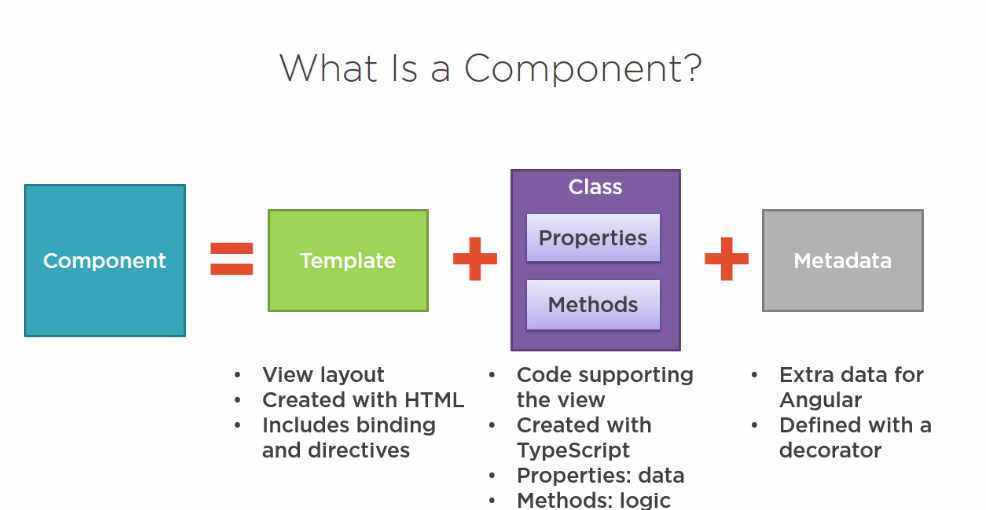 What Is a Component?
Component
=
Template
+
Class
Properties
Methods
+
Metadata
• View layout
• Created with HTML
• Includes binding
and directives
• Code supporting
the view
• Created with
TypeScript
• Properties: data
• Methods: logic
• Extra data for
Angular
• Defined with a
decorator